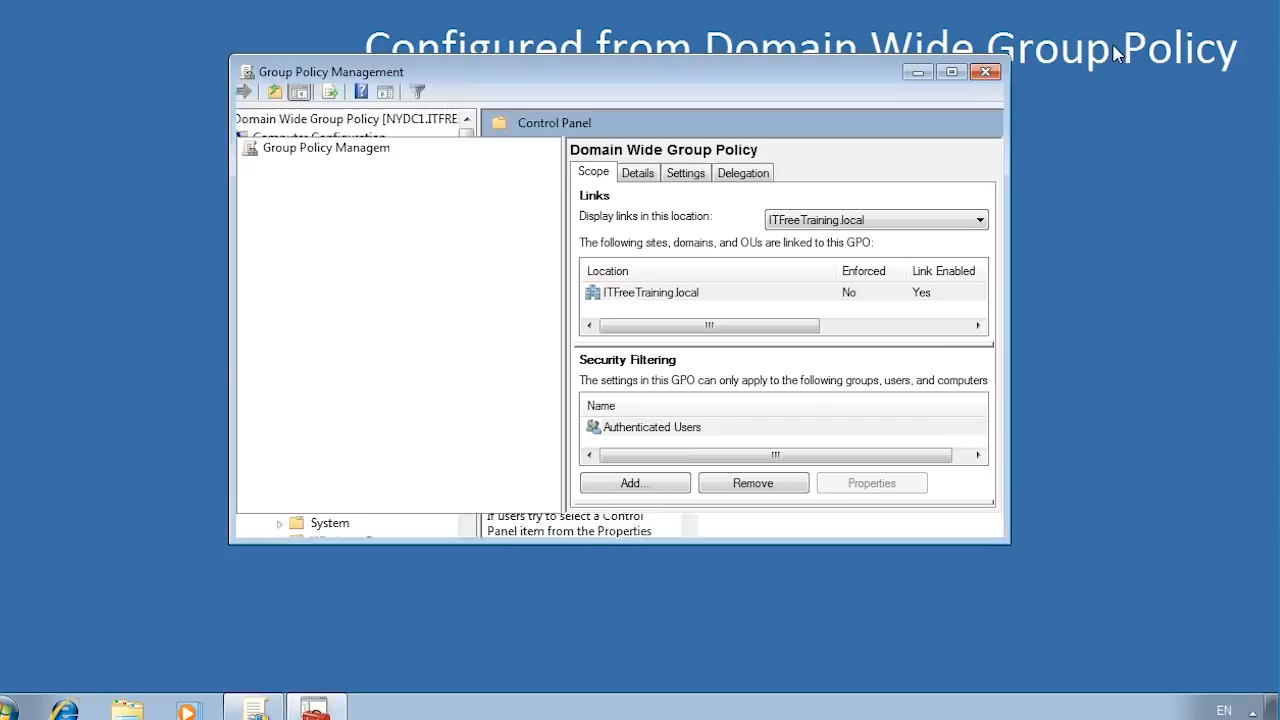 Configured from Domain Wide Group Policy
Group Policy Management
Domain Wide Group Policy [NYDC1.ITFRE
Computer Configuration
Control Panel
Group Policy Managem
Domain Wide Group Policy
Scope
Details
Settings
Delegation
Links
Display links in this location:
ITFreeTraining.local
The following sites, domains, and OUs are linked to this GPO:
Location
Enforced
Link Enabled
ITFreeTraining.local
No
Yes
Security Filtering
The settings in this GPO can only apply to the following groups, users, and computers
Name
Authenticated Users
Add...
Remove
Properties
System
If users try to select a Control
Panel item from the Properties
EN